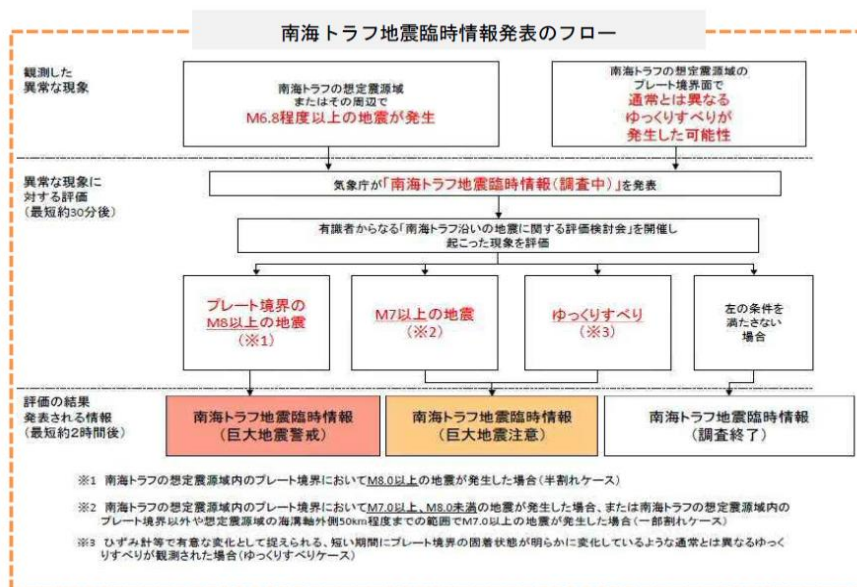 南海トラフ地震臨時情報発表のフロー
観測した
異常な現象
南海トラフの想定震源域
またはその周辺で
M6.8程度以上の地震が発生
南海トラフの想定震源域の
プレート境界面で
通常とは異なる
ゆっくりすべりが
発生した可能性
異常な現象に
対する評価
(最短約30分後)
気象庁が「南海トラフ地震臨時情報(調査中)」を発表
有識者からなる「南海トラフ沿いの地震に関する評価検討会」を開催し
起こった現象を評価
プレート境界の
M8以上の地震
(※1)
M7以上の地震
(※2)
ゆっくりすべり
(※3)
左の条件を
満たさない
場合
評価の結果
発表される情報
(最短約2時間後)
南海トラフ地震臨時情報
(巨大地震警戒)
南海トラフ地震臨時情報
(巨大地震注意)
南海トラフ地震臨時情報
(調査終了)
※1 南海トラフの想定震源域内のプレート境界においてM8.0以上の地震が発生した場合(半割れケース)
※2 南海トラフの想定震源域内のプレート境界においてM7.0以上、M8.0未満の地震が発生した場合、または南海トラフの想定震源域内の
プレート境界以外や想定震源域の海溝軸外側50km程度までの範囲でM7.0以上の地震が発生した場合(一部割れケース)
※3 ひずみ計等で有意な変化として捉えられる、短い期間にプレート境界の固着状態が明らかに変化しているような通常とは異なるゆっく
りすべりが観測された場合(ゆっくりすべりケース)